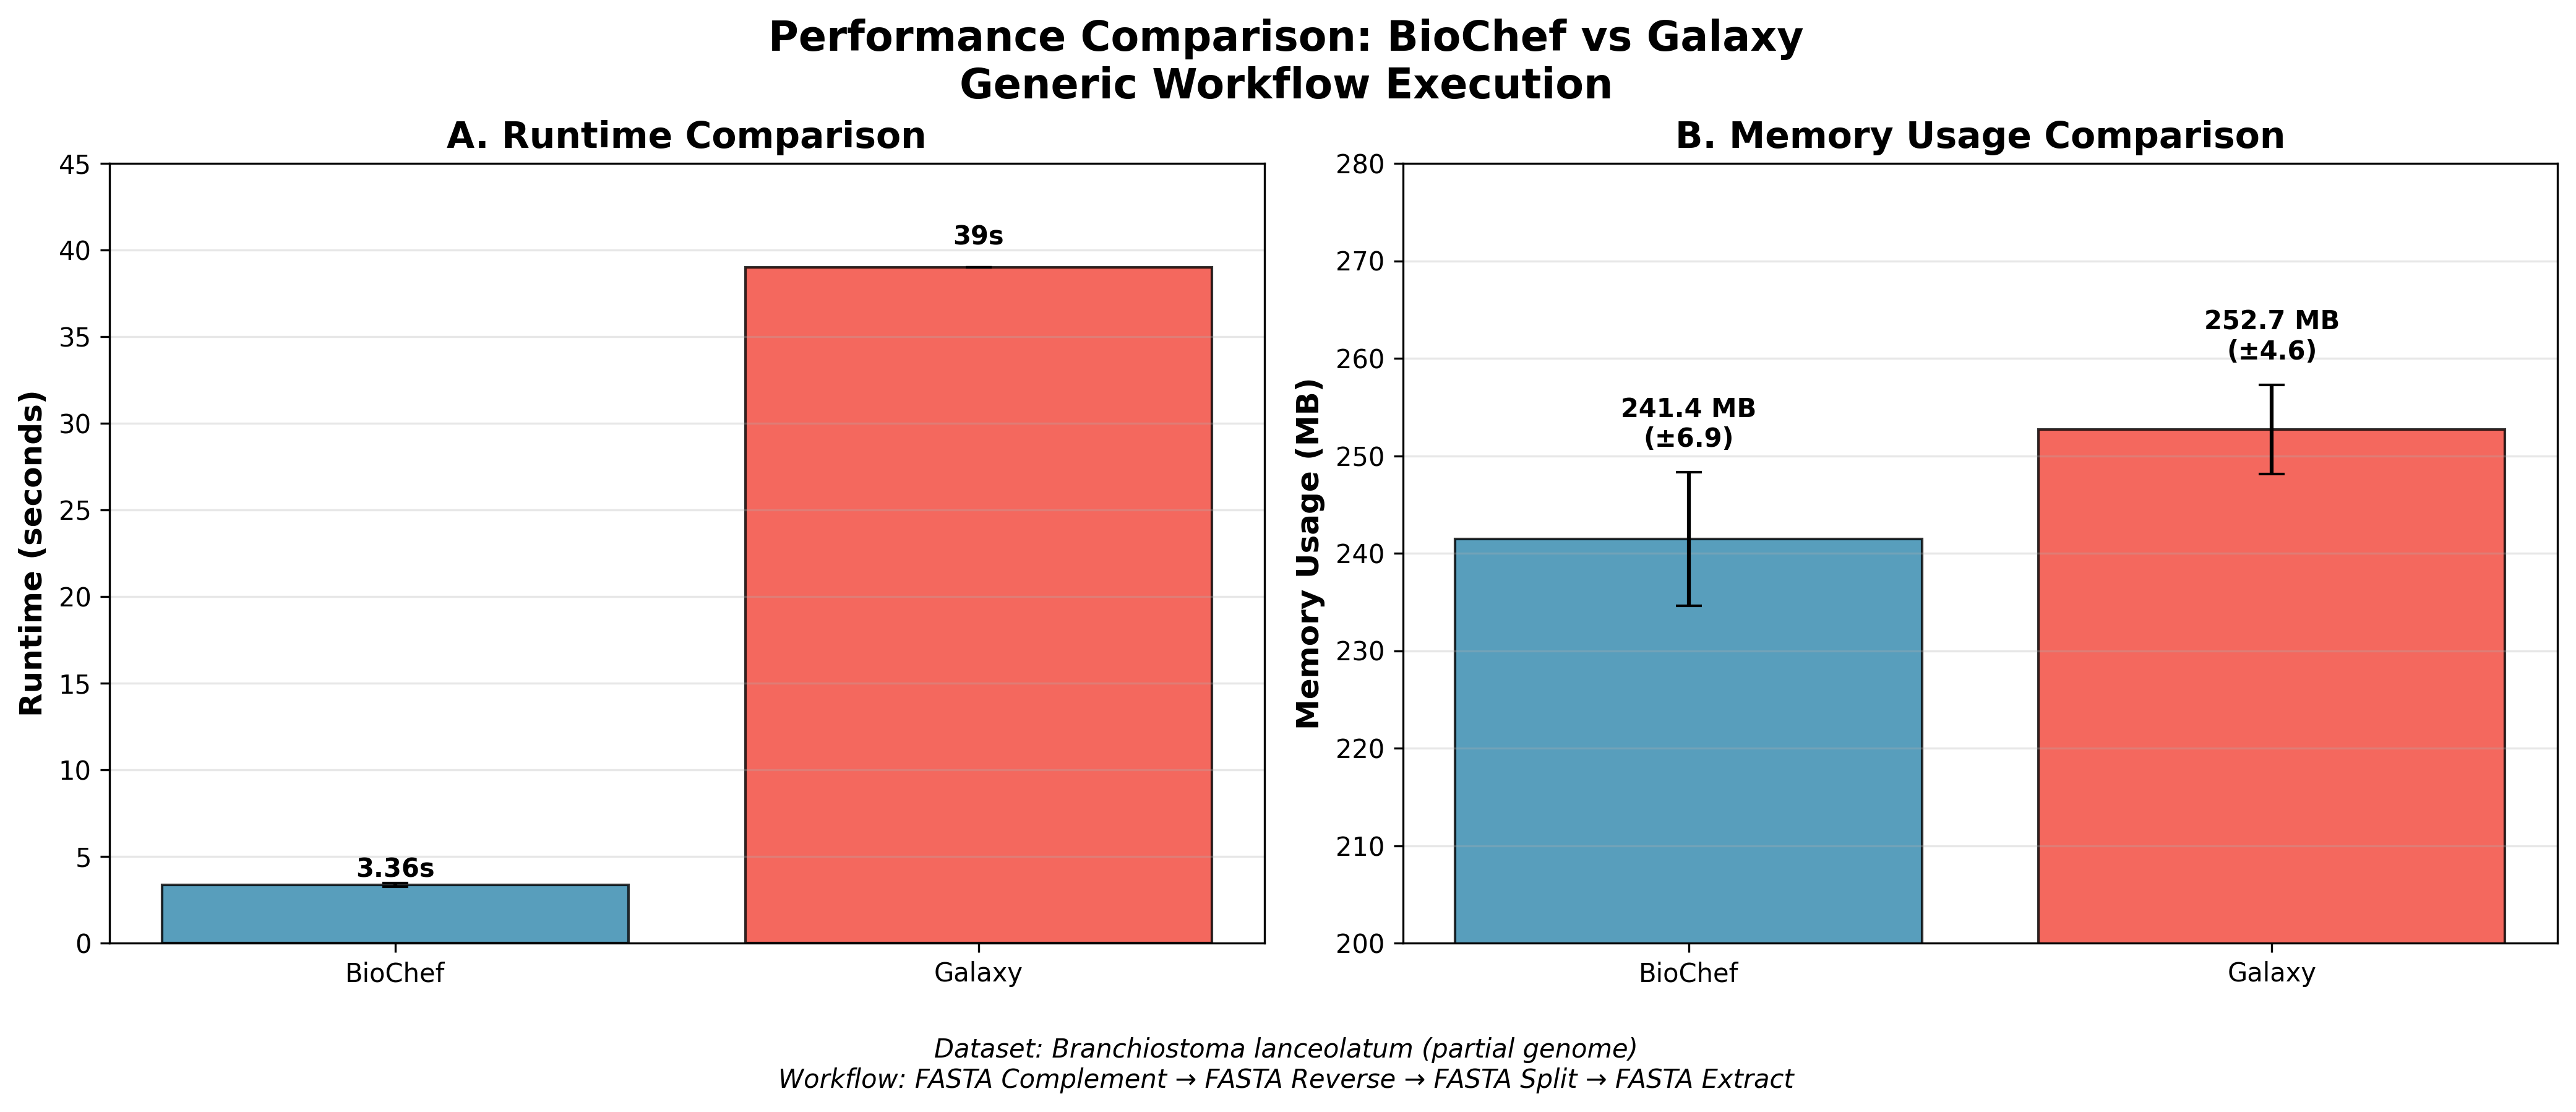 Performance Comparison: BioChef vs Galaxy
Generic Workflow Execution
A. Runtime Comparison
Runtime (seconds)
45
40
35
30
25
20
15
10
5
0
39s
3.36s
BioChef
Galaxy
B. Memory Usage Comparison
Memory Usage (MB)
280
270
260
250
240
230
220
210
200
241.4 MB
(±6.9)
252.7 MB
(±4.6)
BioChef
Galaxy
Dataset: Branchiostoma lanceolatum (partial genome)
Workflow: FASTA Complement → FASTA Reverse → FASTA Split → FASTA Extract